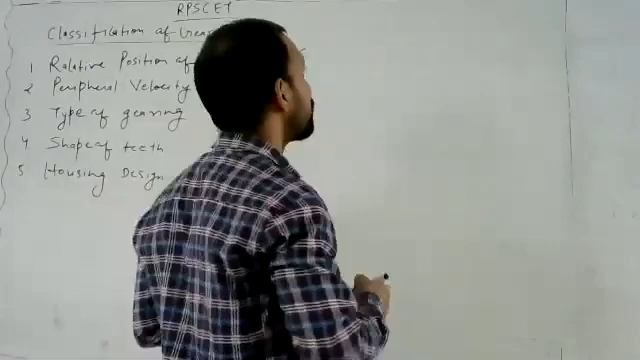 RPSCET
Classification of Gear
1 Ralative Position of
2 Peripheral Velocity
3 Type of gearing
4. Shape of teeth
5. Housing Design